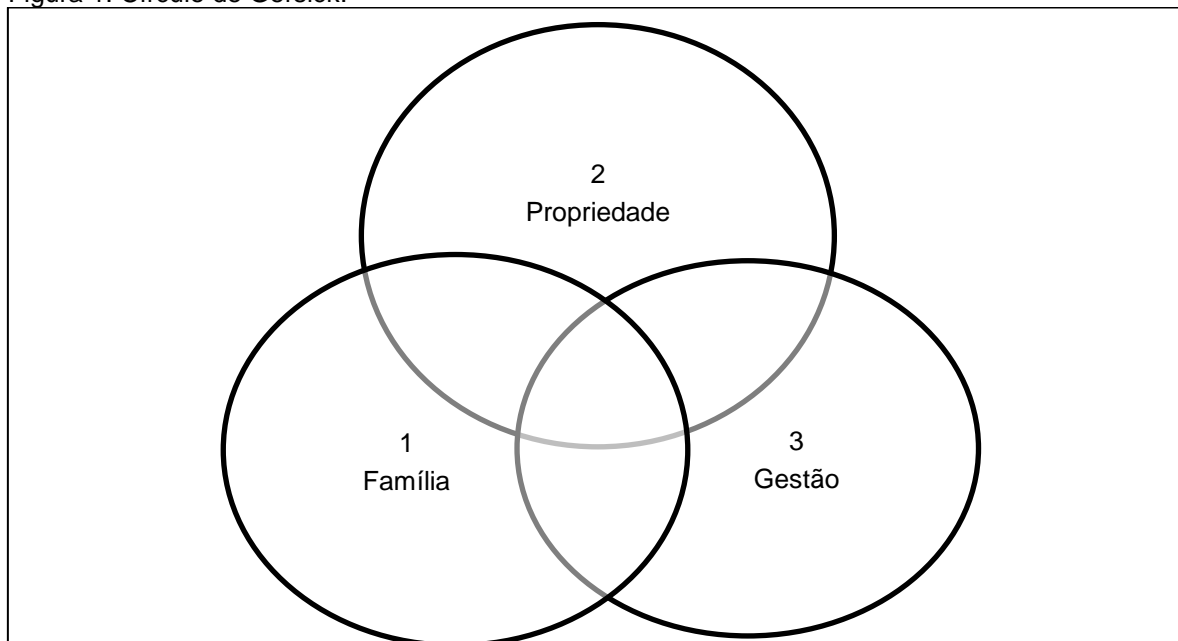 Figura 1: Círculo de Gersick.
2
Propriedade
1
Família
3
Gestão